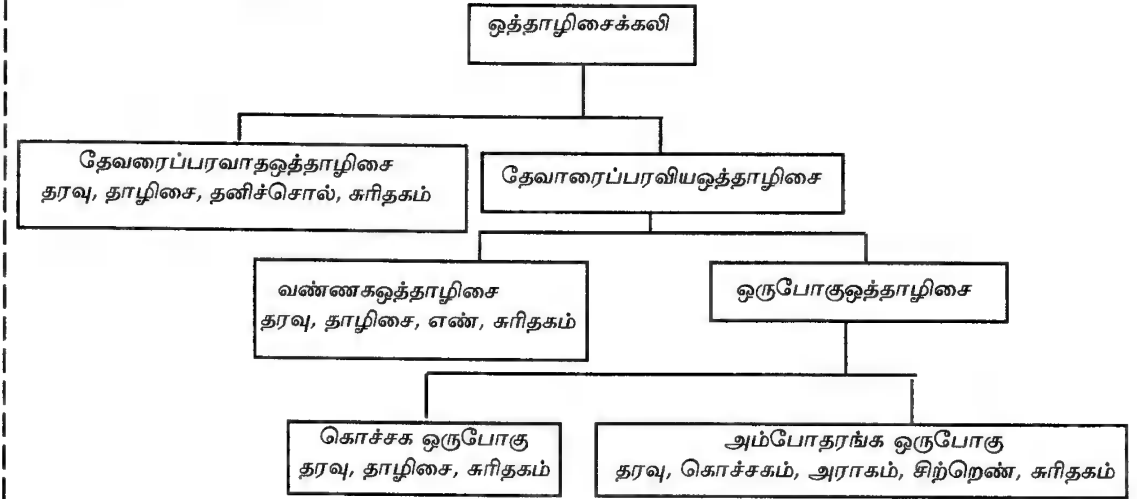 ஒத்தாழிசைக்கலி
தேவரைப்பரவாதஒத்தாழிசை
தரவு, தாழிசை, தனிச்சொல், சுரிதகம்
தேவாரைப்பரவியஒத்தாழிசை
வண்ணகஒத்தாழிசை
தரவு, தாழிசை, எண், சுரிதகம்
ஒருபோகுஒத்தாழிசை
கொச்சக ஒருபோகு
தரவு, தாழிசை, சுரிதகம்
அம்போதரங்க ஒருபோகு
தரவு, கொச்சகம், அராகம், சிற்றெண், சுரிதகம்